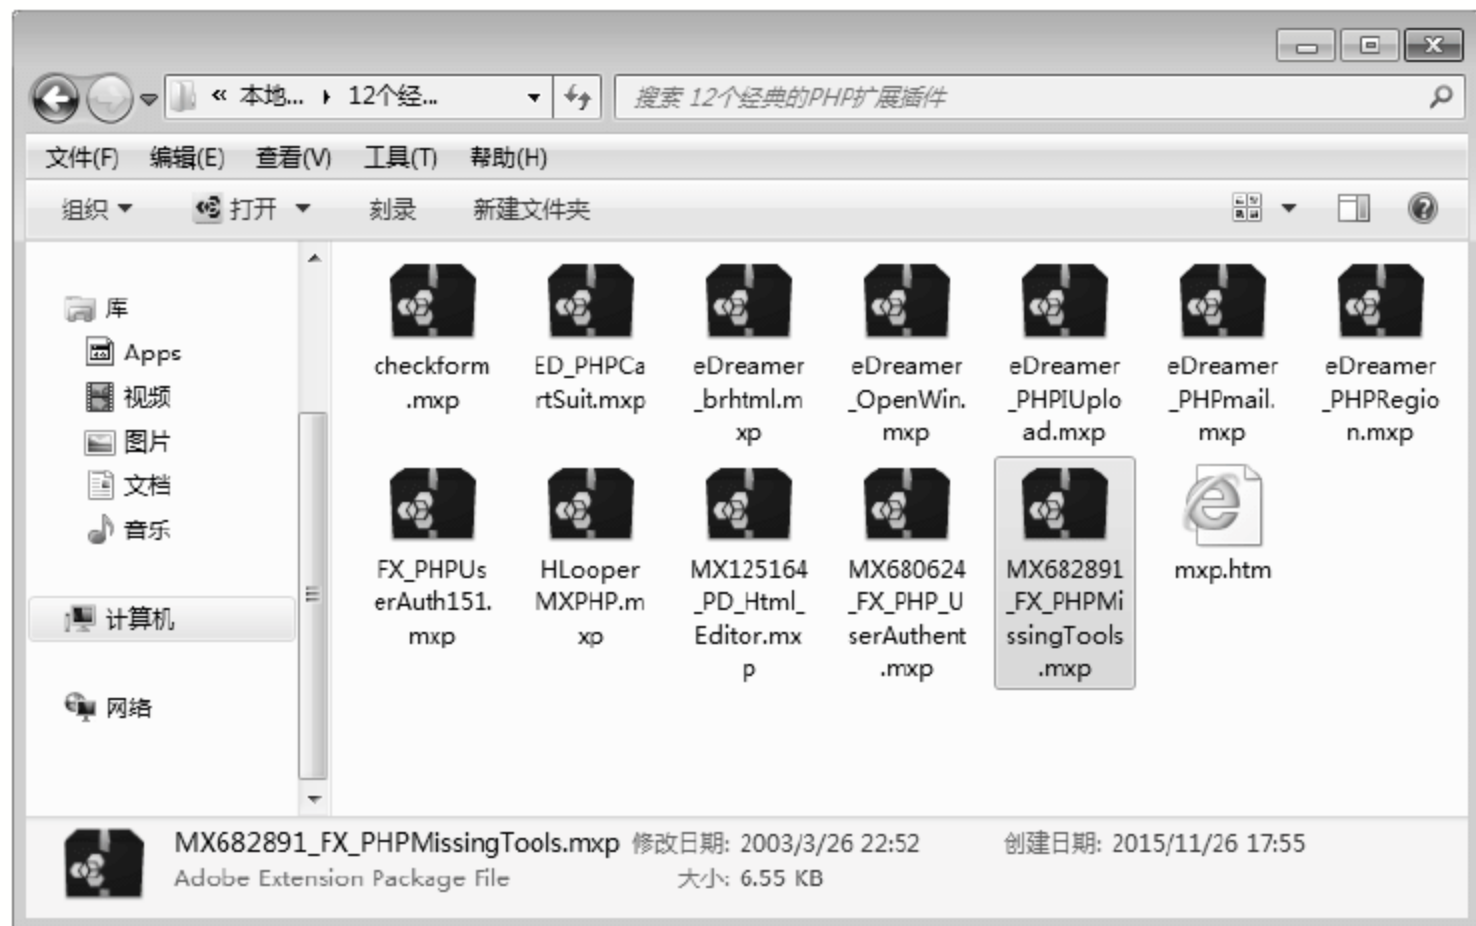 « 本地... 12个经...
搜索 12个经典的PHP扩展插件
文件(F) 编辑(E) 查看(V) 工具(T) 帮助(H)
组织 打开 刻录 新建文件夹
库
Apps
视频
图片
文档
音乐
计算机
网络
checkform
.mxp
ED_PHPCa
rtSuit.mxp
eDreamer
_brhtml.m
xp
eDreamer
_OpenWin.
mxp
eDreamer
_PHPIUplo
ad.mxp
eDreamer
_PHPmail.
mxp
eDreamer
_PHPRegio
n.mxp
FX_PHPUs
erAuth151.
mxp
HLooper
MXPHP.m
xp
MX125164
_PD_Html_
Editor.mx
p
MX680624
_FX_PHP_U
serAuthent
.mxp
MX682891
_FX_PHPMi
ssingTools
.mxp
mxp.htm
MX682891_FX_PHPMissingTools.mxp 修改日期: 2003/3/26 22:52 创建日期: 2015/11/26 17:55
Adobe Extension Package File 大小: 6.55 KB